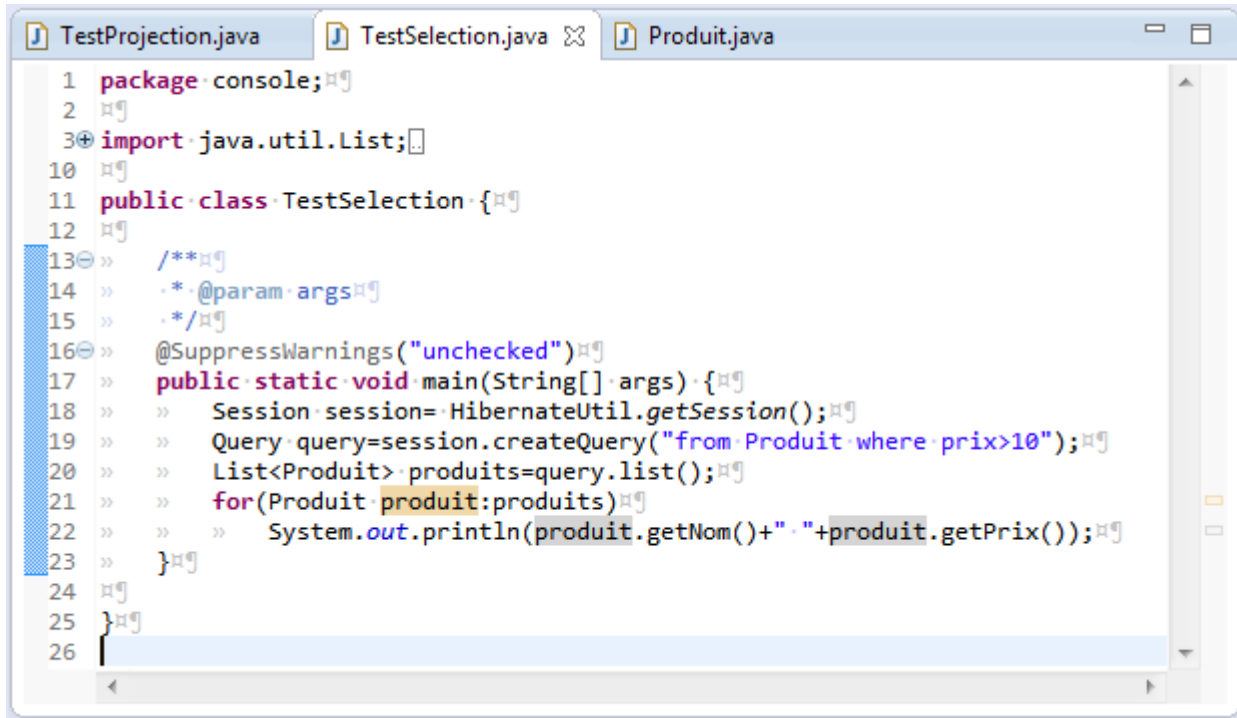 TestProjection.java TestSelection.java Produit.java
1 package·console;¤¶
2 ¤¶
3 import·java.util.List;
10 ¤¶
11 public·class·TestSelection·{¤¶
12 ¤¶
13 » /**¤¶
14 » ·*·@param·args¤¶
15 » ·*/¤¶
16 » @SuppressWarnings("unchecked")¤¶
17 » public·static·void·main(String[]·args)·{¤¶
18 » » Session·session=·HibernateUtil.getSession();¤¶
19 » » Query·query=session.createQuery("from·Produit·where·prix>10");¤¶
20 » » List<Produit>·produits=query.list();¤¶
21 » » for(Produit·produit:produits)¤¶
22 » » » System.out.println(produit.getNom()+"·"+produit.getPrix());¤¶
23 » }¤¶
24 ¤¶
25 }¤¶
26